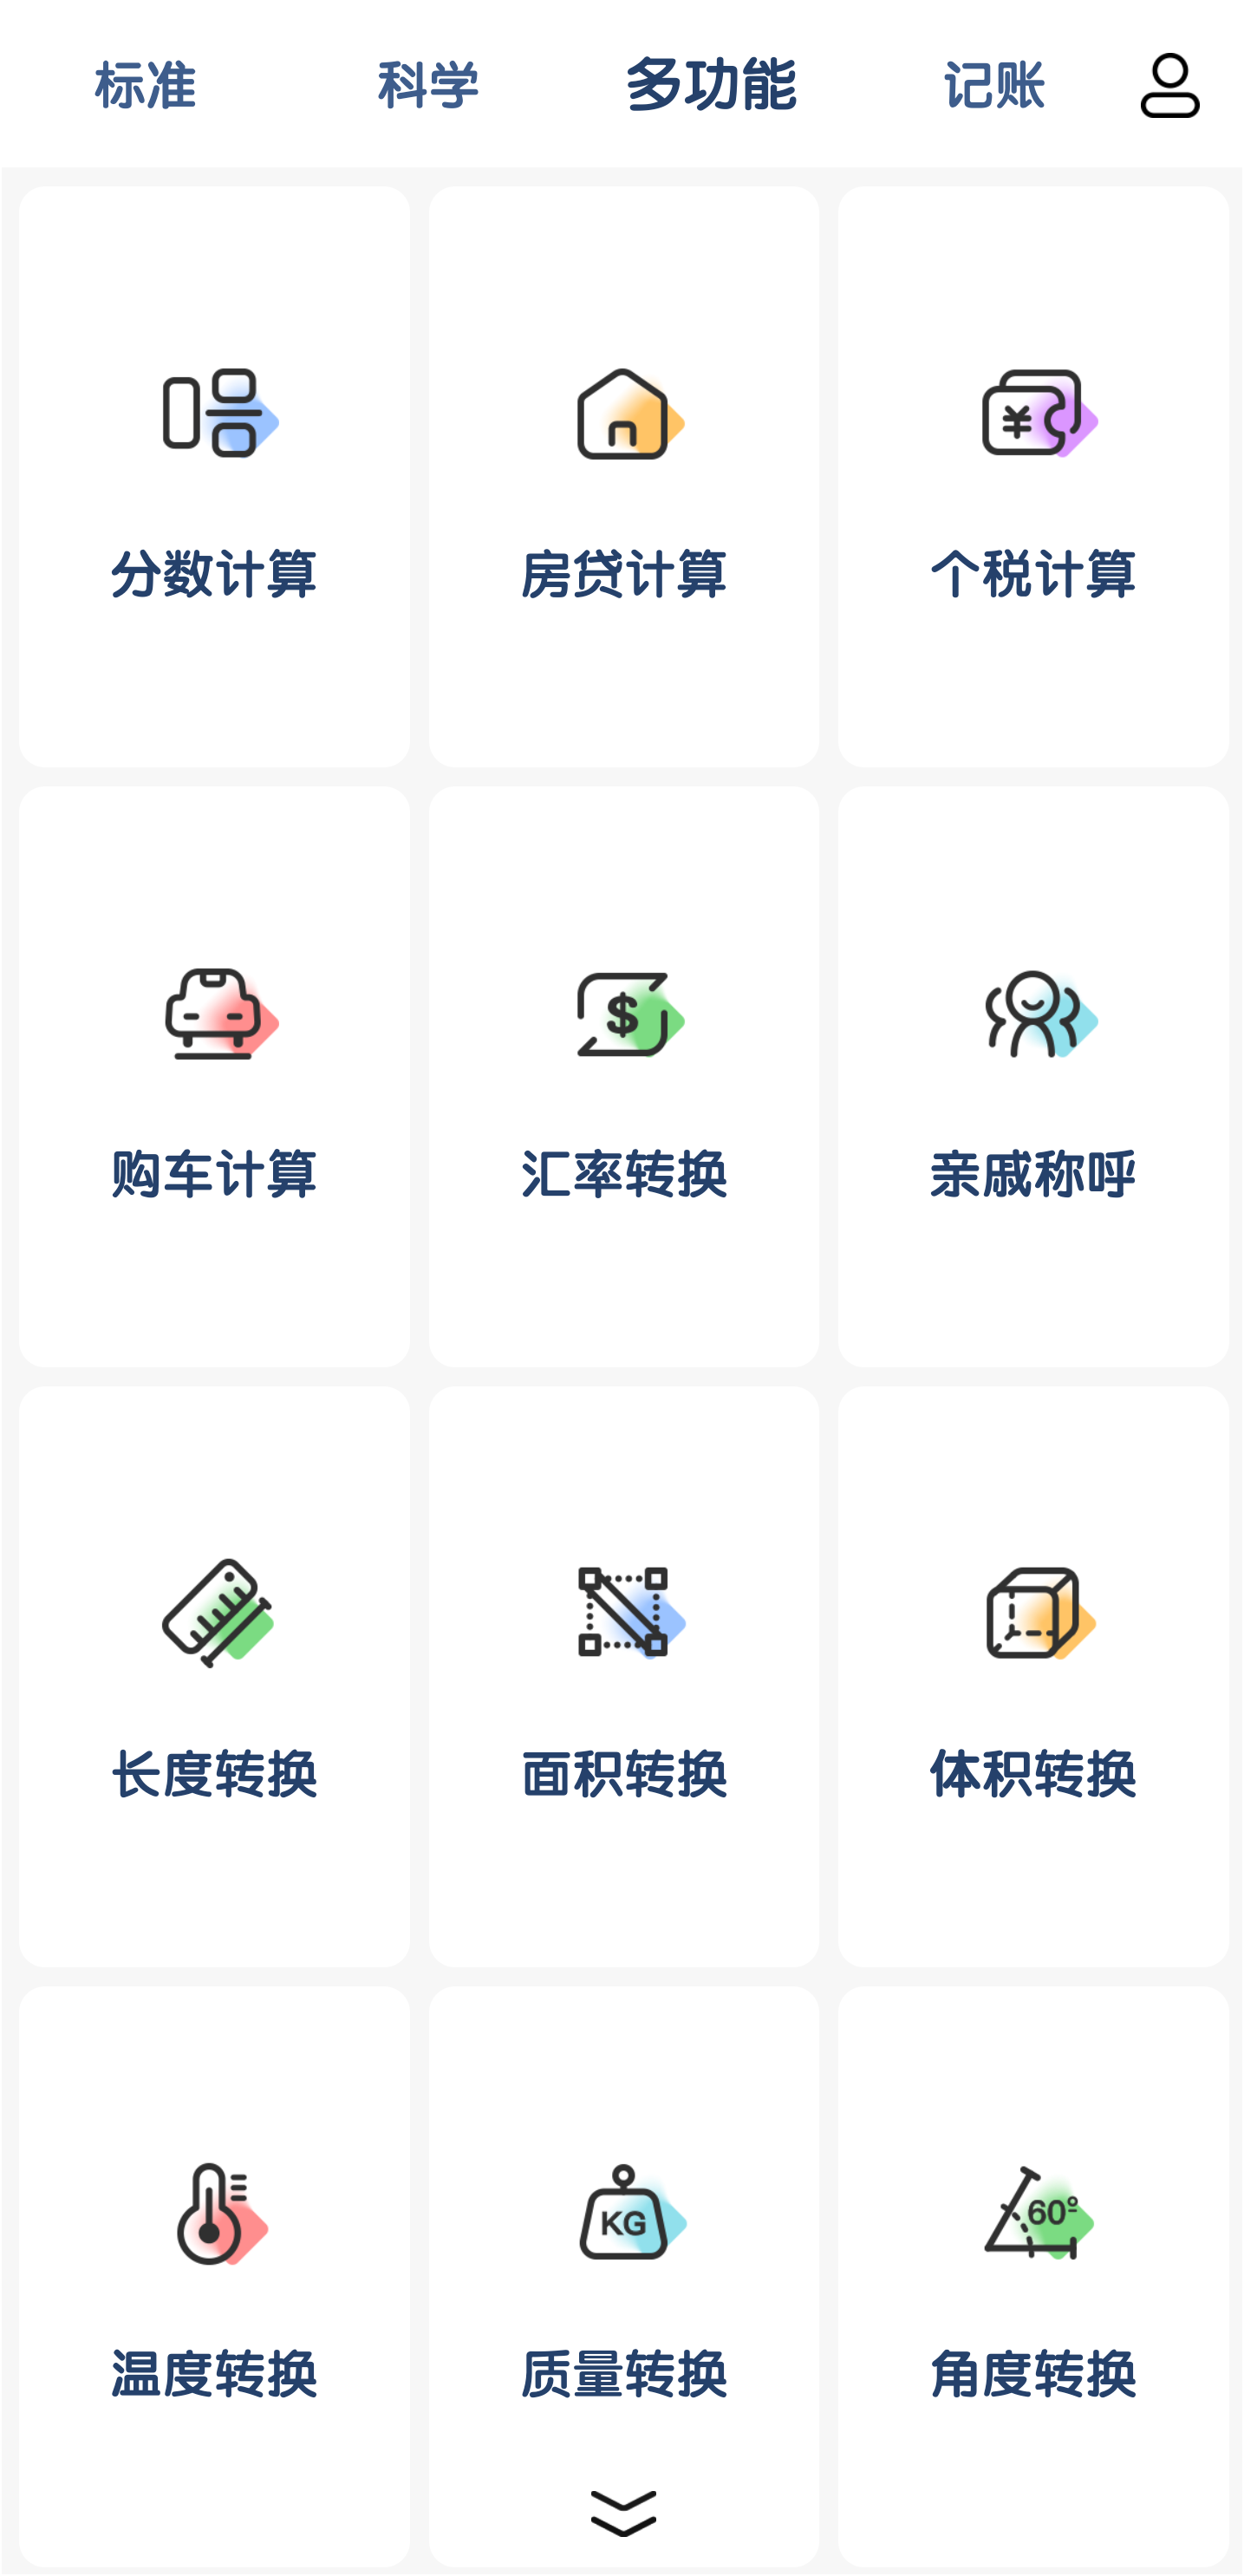 标准 科学 多功能 记账
¥
分数计算 房贷计算 个税计算
$
购车计算 汇率转换 亲戚称呼
长度转换 面积转换 体积转换
KG 60°
温度转换 质量转换 角度转换